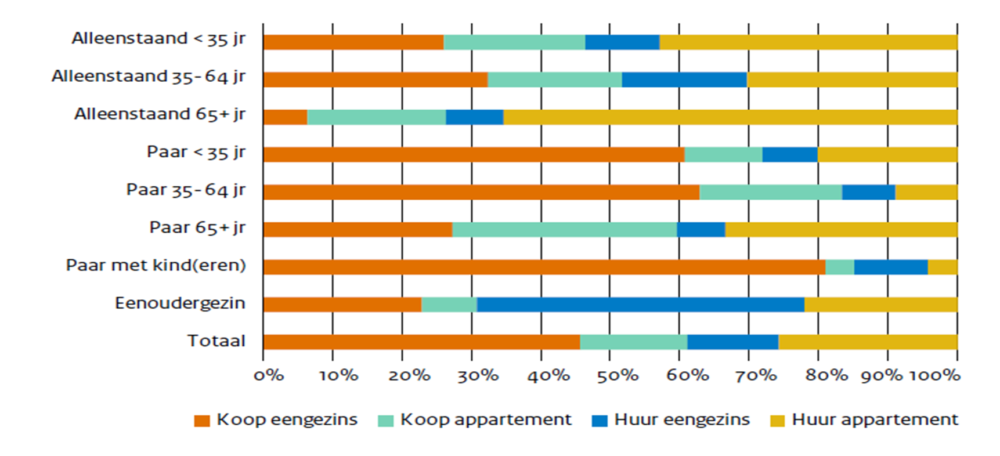 Alleenstaand < 35 jr
Alleenstaand 35-64 jr
Alleenstaand 65+ jr
Paar < 35 jr
Paar 35-64 jr
Paar 65+ jr
Paar met kind(eren)
Eenoudergezin
Totaal
0% 10% 20% 30% 40% 50% 60% 70% 80% 90% 100%
Koop eengezins Koop appartement Huur eengezins Huur appartement